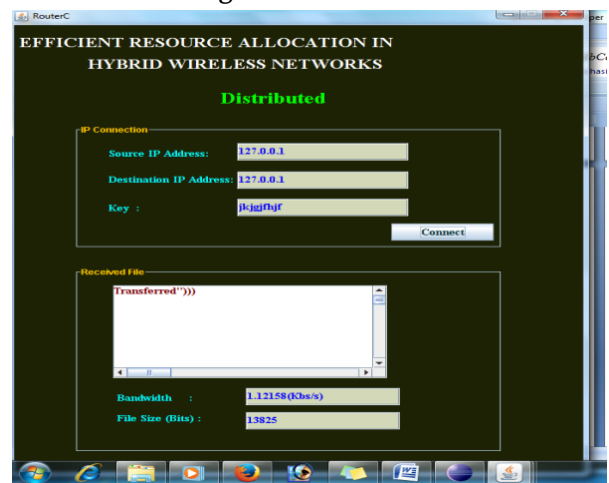 RouterC
EFFICIENT RESOURCE ALLOCATION IN
HYBRID WIRELESS NETWORKS
Distributed
IP Connection
Source IP Address: 127.0.0.1
Destination IP Address: 127.0.0.1
Key : jkjgjfhjf
Connect
Received File
Transferred")))
Bandwidth : 1.12158(Kbs/s)
File Size (Bits) : 13825